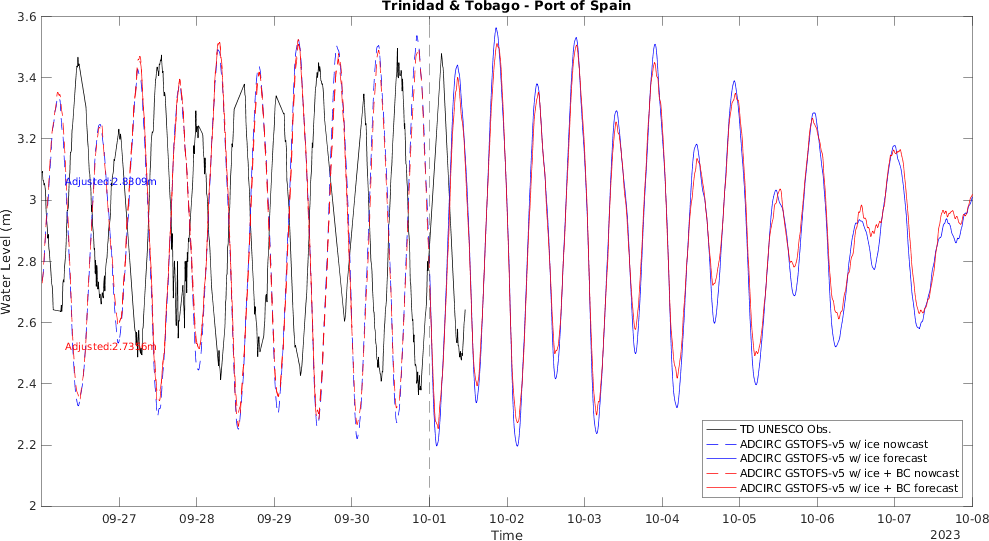 Trinidad & Tobago - Port of Spain
Water Level (m)
3.6
3.4
3.2
3
2.8
2.6
2.4
2.2
2
Adjusted:2.8309m
TD UNESCO Obs.
ADCIRC GSTOFS-v5 w/ ice nowcast
ADCIRC GSTOFS-v5 w/ ice forecast
ADCIRC GSTOFS-v5 w/ ice + BC nowcast
ADCIRC GSTOFS-v5 w/ ice + BC forecast
09-27
09-28
09-29
09-30
10-01
10-02
10-03
10-04
10-05
10-06
10-07
10-08
Time
2023